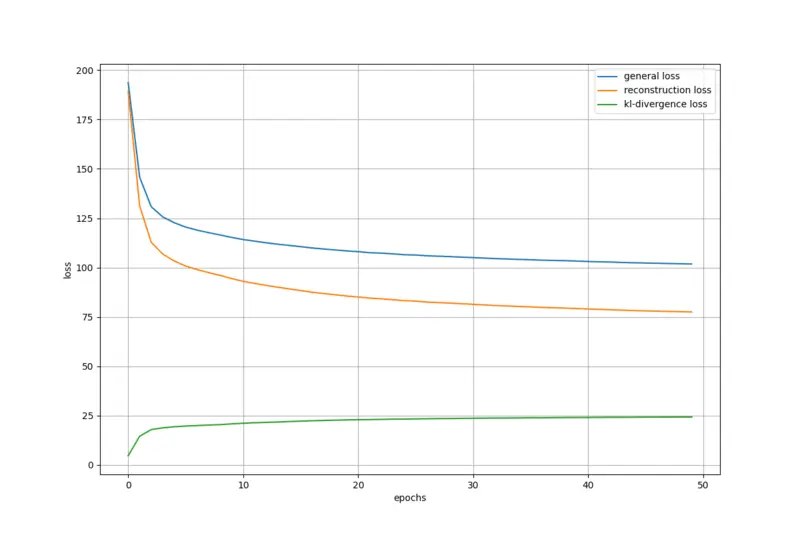 200
175
150
125
100
75
50
25
0
loss
general loss
reconstruction loss
kl-divergence loss
0 10 20 30 40 50
epochs